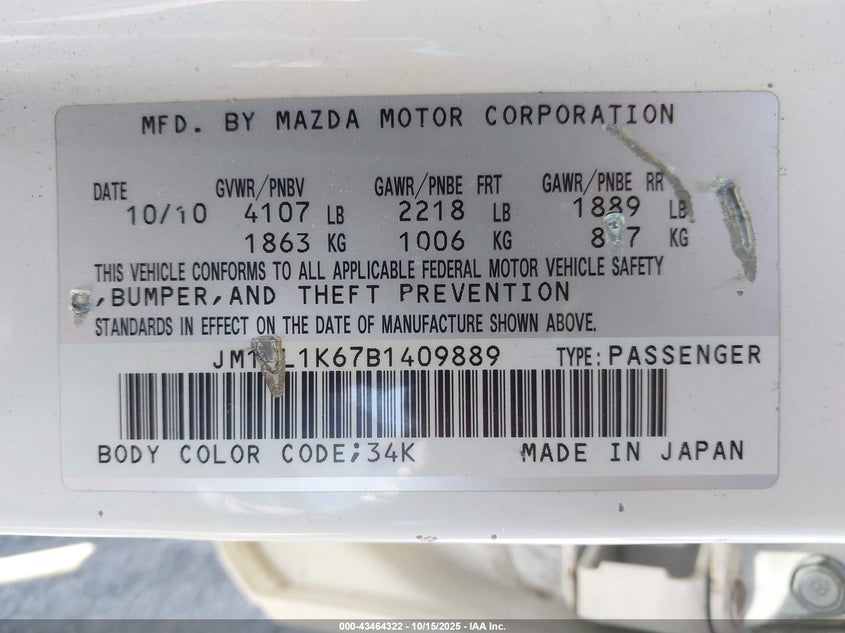 MFD. BY MAZDA MOTOR CORPORATION
DATE GVWR/PNBV GAWR/PNBE FRT GAWR/PNBE RR
10/10 4107 LB 2218 LB 1889 LB
1863 KG 1006 KG KG
THIS VEHICLE CONFORMS TO ALL APPLICABLE FEDERAL MOTOR VEHICLE SAFETY
,BUMPER,AND THEFT PREVENTION
STANDARDS IN EFFECT ON THE DATE OF MANUFACTURE SHOWN ABOVE.
TYPE: PASSENGER
BODY COLOR CODE;34K MADE IN JAPAN
000-43464322 - 10/15/2025 - IAA Inc.